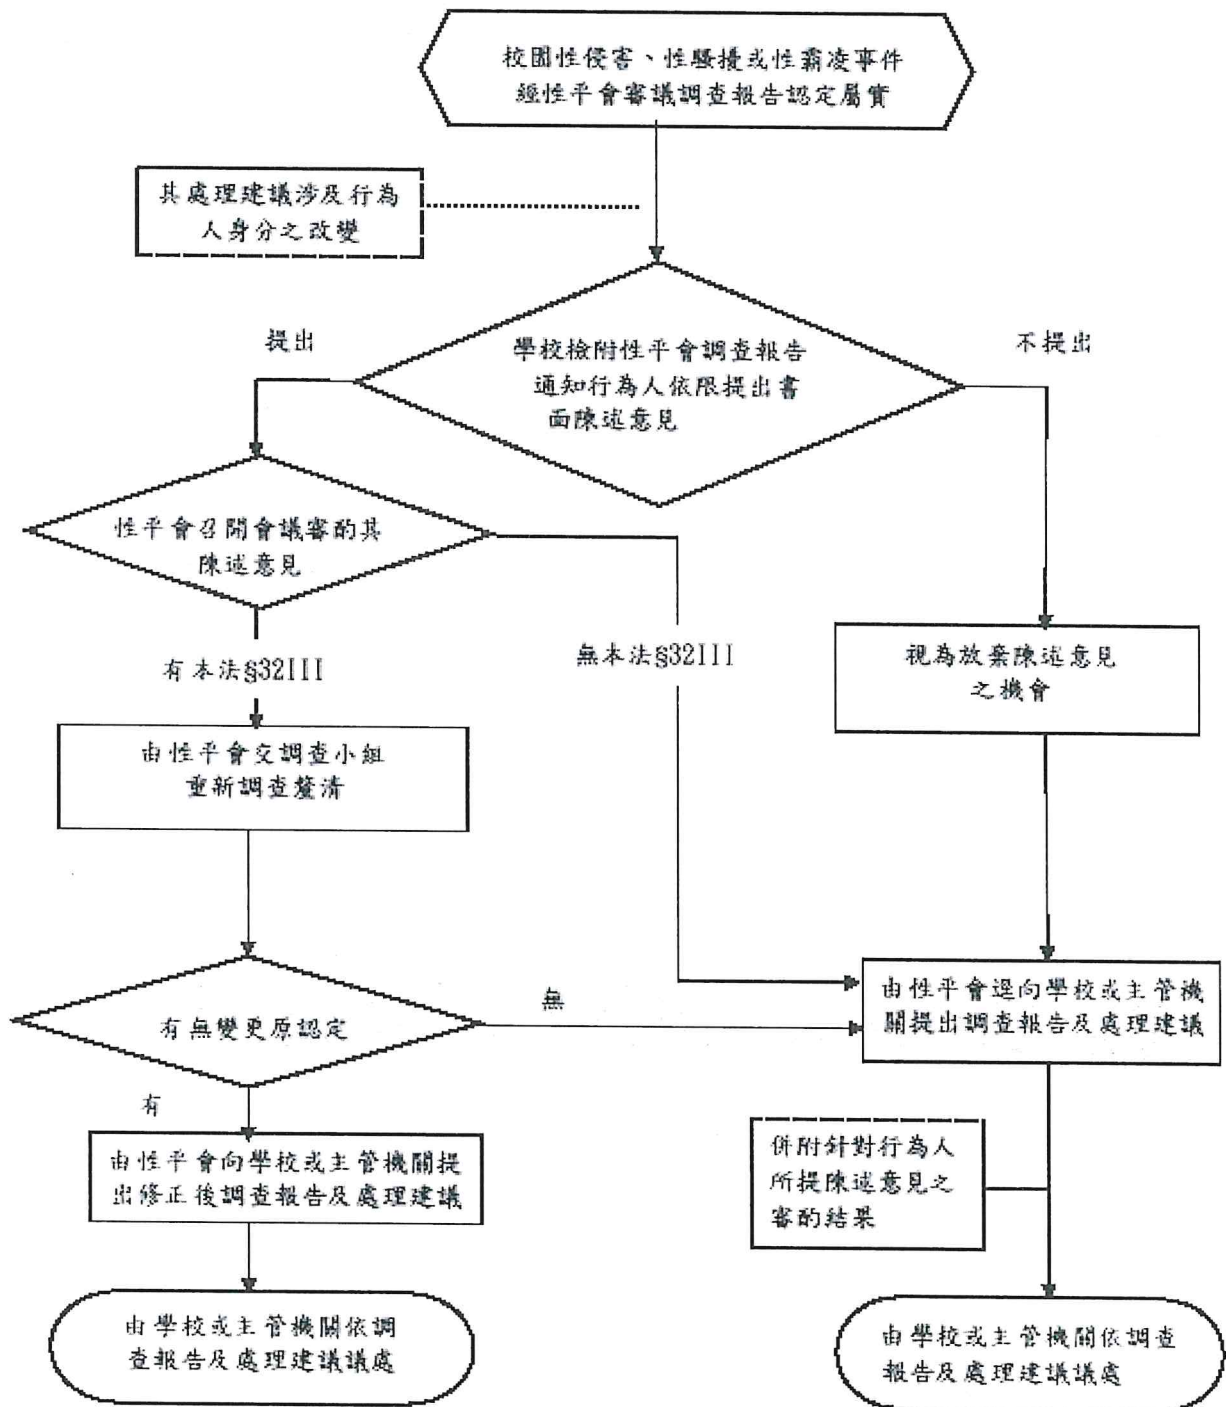 校園性侵害、性騷擾或性霸凌事件
經性平會審議調查報告認定屬實
其處理建議涉及行為
人身分之改變
提出
不提出
學校檢附性平會調查報告
通知行為人依限提出書
面陳述意見
性平會召開會議審酌其
陳述意見
有本法§32III
無本法§32III
視為放棄陳述意見
之機會
由性平會交調查小組
重新調查釐清
有無變更原認定
無
由性平會逕向學校或主管機
關提出調查報告及處理建議
有
由性平會向學校或主管機關提
出修正後調查報告及處理建議
併附針對行為人
所提陳述意見之
審酌結果
由學校或主管機關依調
查報告及處理建議議處
由學校或主管機關依調查
報告及處理建議議處